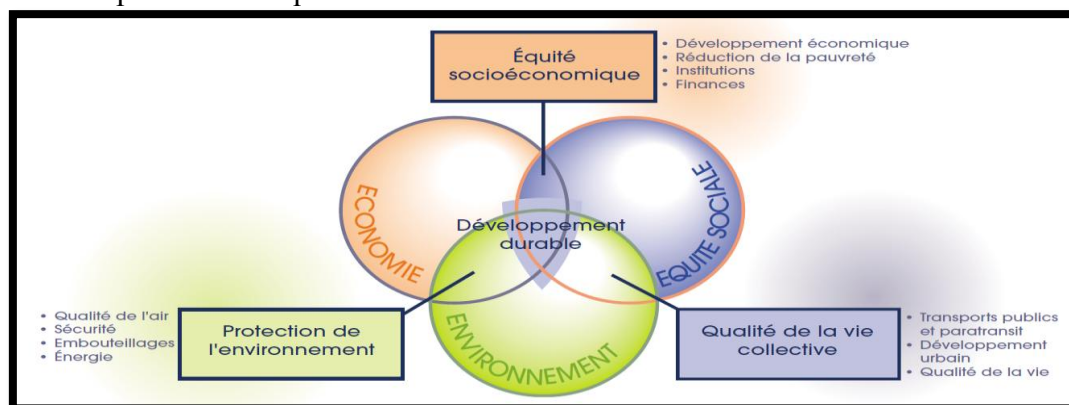 Équité
socioéconomique
• Développement économique
• Réduction de la pauvreté
• Institutions
• Finances
ECONOMIE
EQUITE SOCIALE
Développement
durable
ENVIRONNEMENT
• Qualité de l'air
• Sécurité
• Embouteillages
• Énergie
Protection de
l'environnement
Qualité de la vie
collective
• Transports publics
et paratransit
• Développement
urbain
• Qualité de la vie